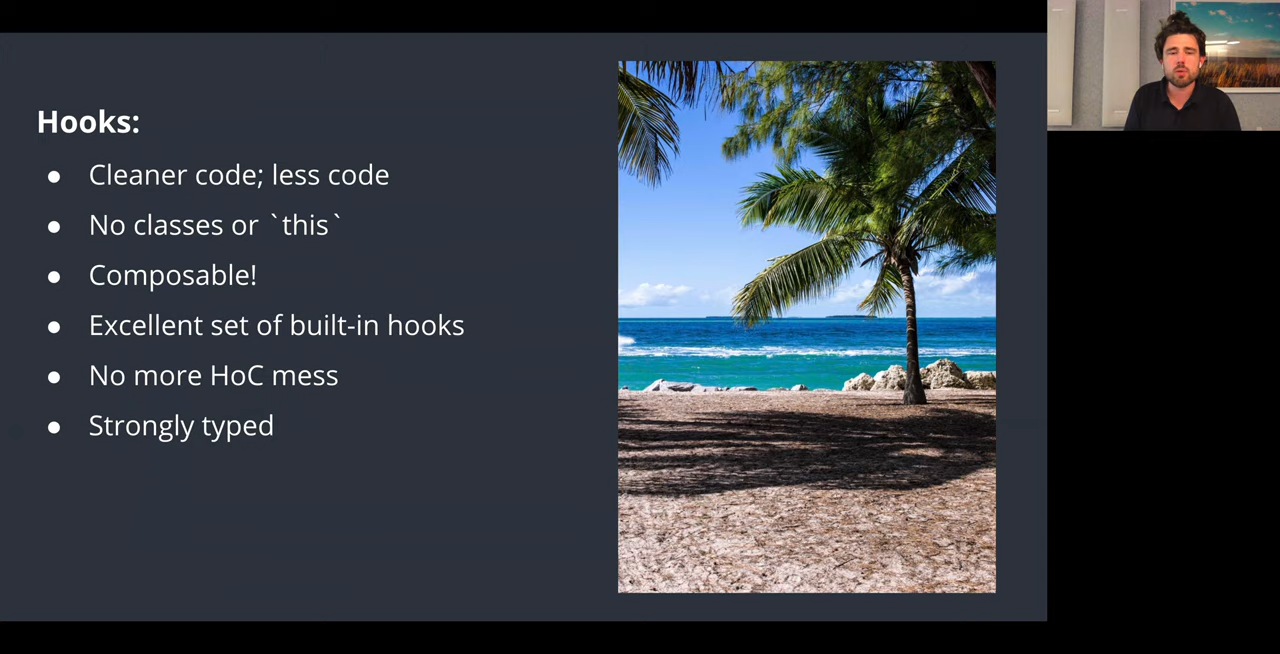 Hooks:
● Cleaner code; less code
● No classes or `this`
● Composable!
● Excellent set of built-in hooks
● No more HoC mess
● Strongly typed